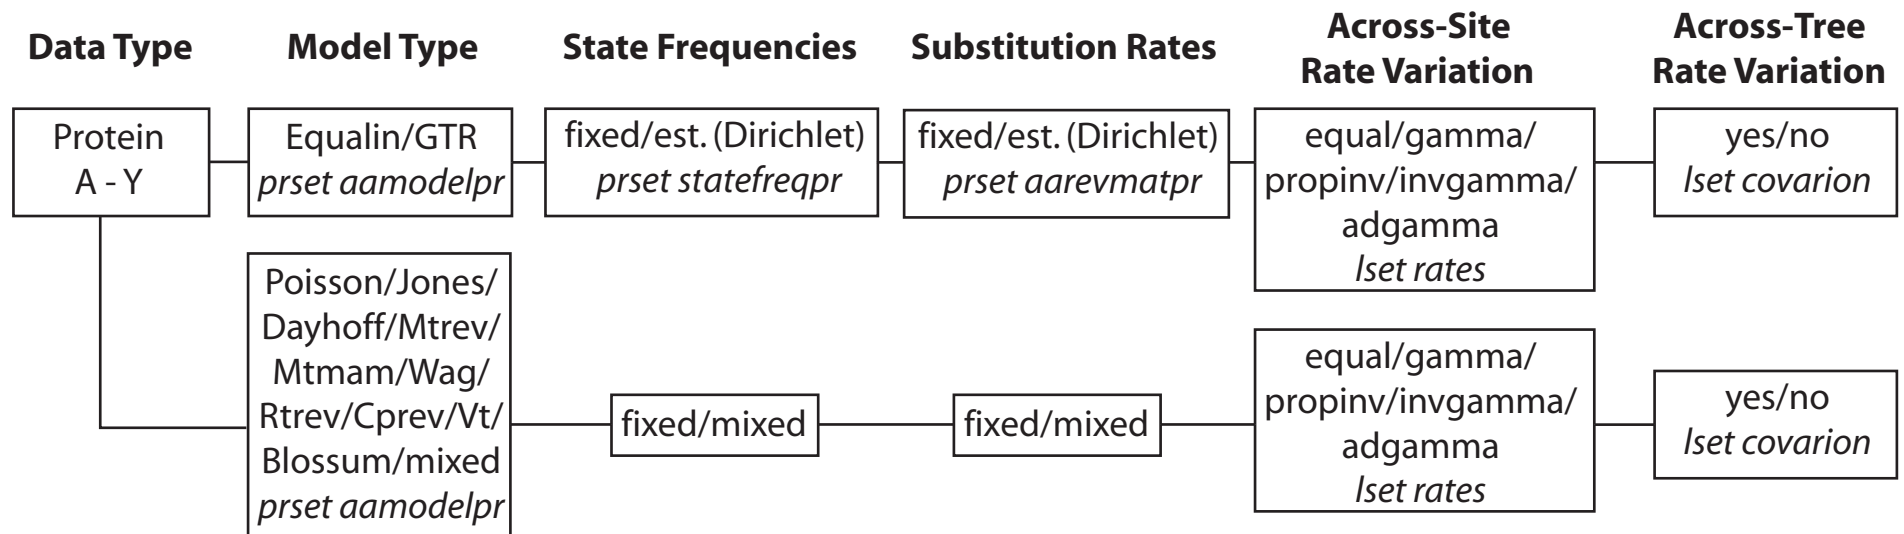 Data Type
Model Type
State Frequencies
Substitution Rates
Across-Site
Rate Variation
Across-Tree
Rate Variation
Protein
A - Y
Equalin/GTR
prset aamodelpr
fixed/est. (Dirichlet)
prset statefreqpr
fixed/est. (Dirichlet)
prset aarevmatpr
equal/gamma/
propinv/invgamma/
adgamma
lset rates
yes/no
lset covarion
Poisson/Jones/
Dayhoff/Mtrev/
Mtmam/Wag/
Rtrev/Cprev/Vt/
Blossum/mixed
prset aamodelpr
fixed/mixed
fixed/mixed
equal/gamma/
propinv/invgamma/
adgamma
lset rates
yes/no
lset covarion